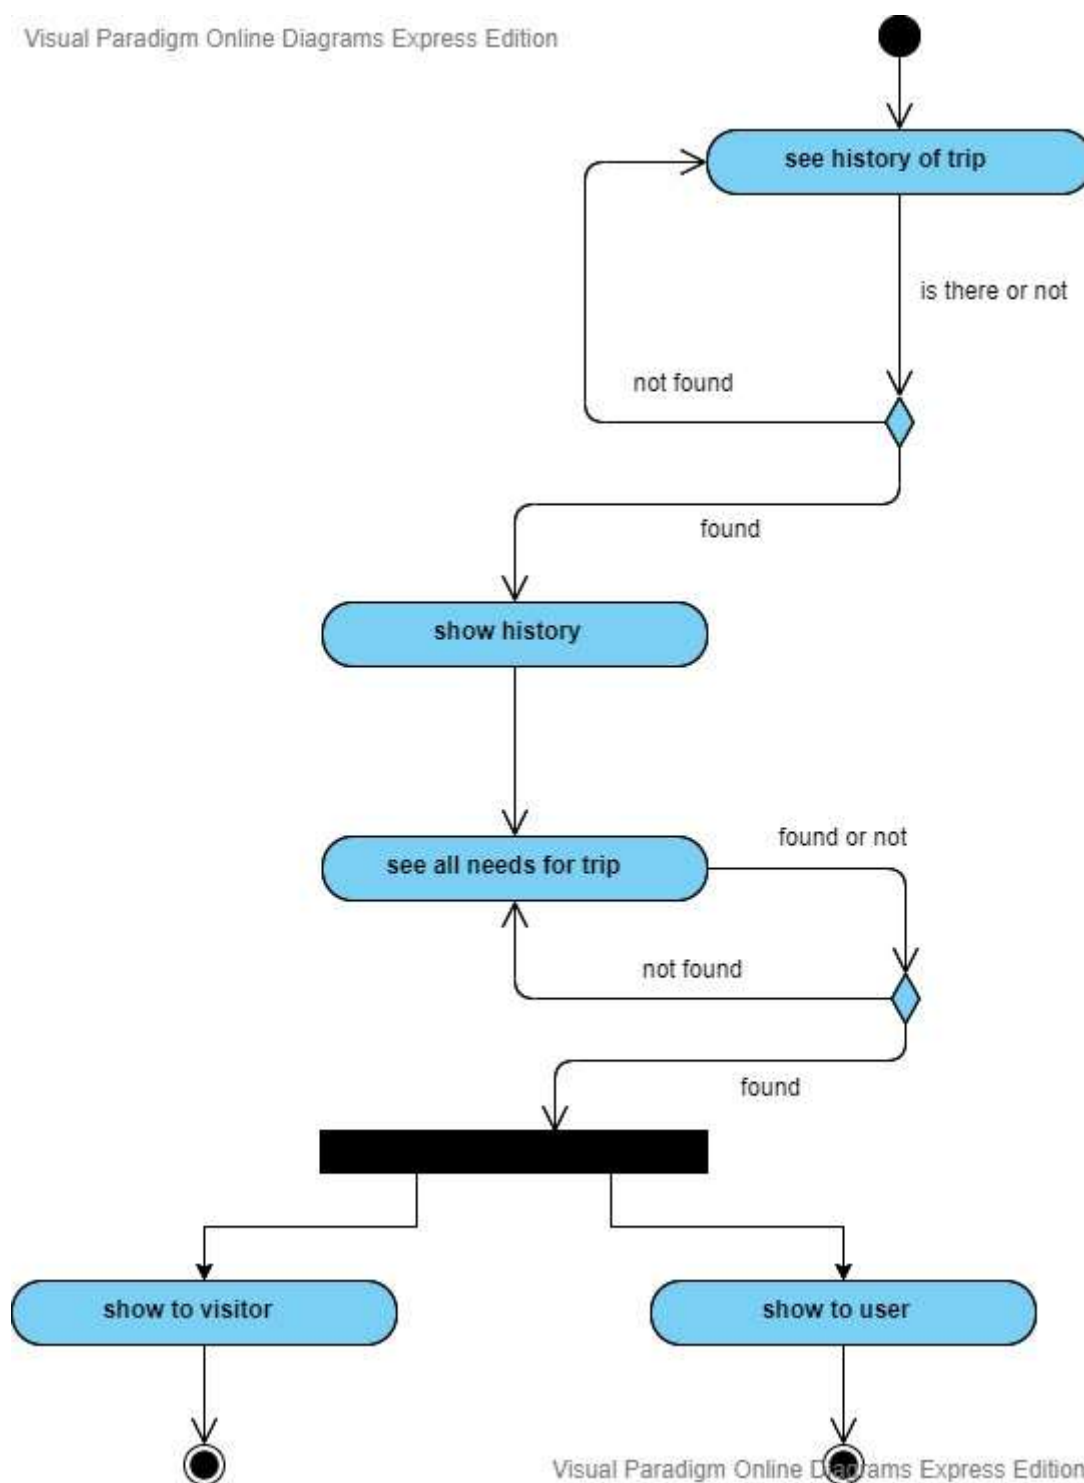 Visual Paradigm Online Diagrams Express Edition
see history of trip
is there or not
not found
found
show history
see all needs for trip
found or not
not found
found
show to visitor
show to user
Visual Paradigm Online Diagrams Express Edition